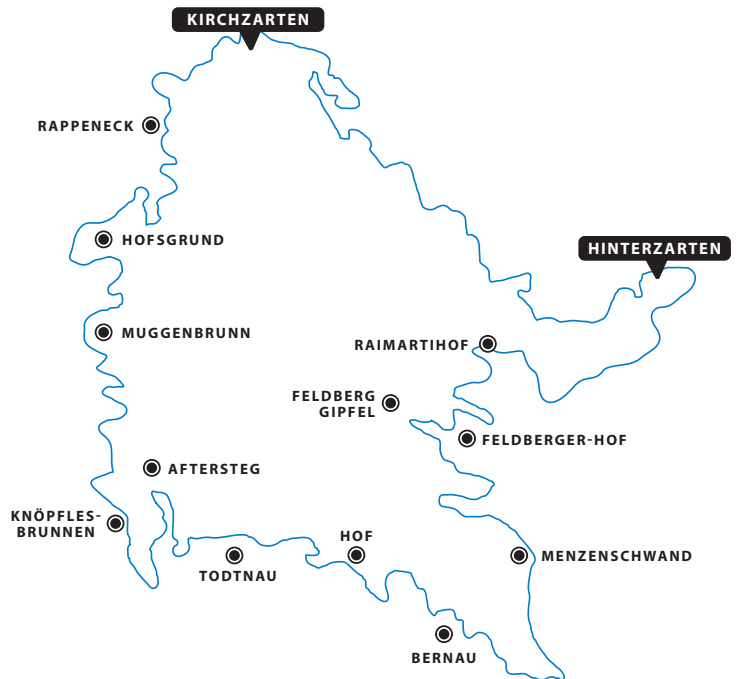 KIRCHZARTEN
RAPPENECK
HOFSGRUND
HINTERZARTEN
MUGGENBRUNN
RAIMARTIHOF
FELDBERG
GIPFEL
FELDBERGER-HOF
AFTERSTEG
KNÖPFLES-
BRUNNEN
HOF
TODTNAU
MENZENSCHWAND
BERNAU